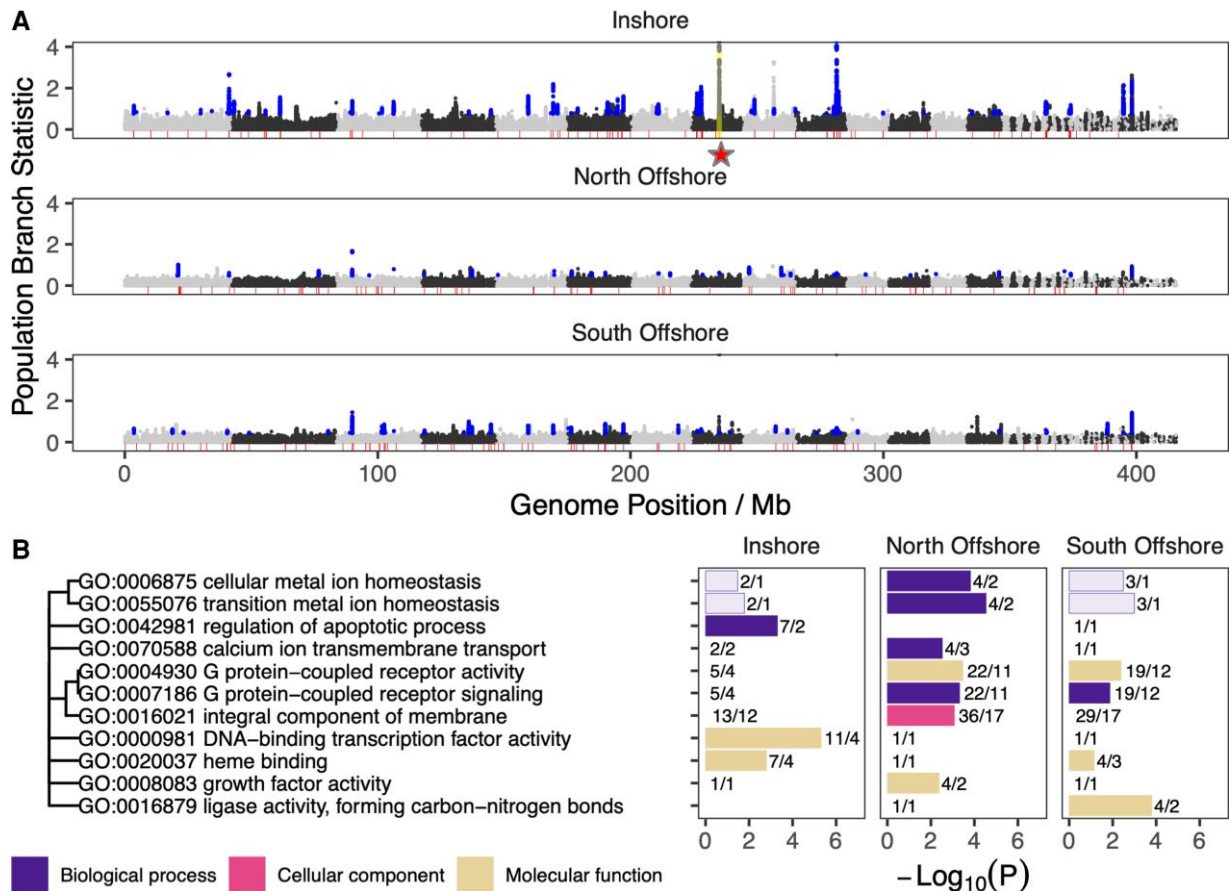 A
Inshore
4
2
0
North Offshore
4
2
0
South Offshore
4
2
0
Population Branch Statistic
0 100 200 300 400
Genome Position / Mb
B
Inshore North Offshore South Offshore
GO:0006875 cellular metal ion homeostasis 2/1 4/2 3/1
GO:0055076 transition metal ion homeostasis 2/1 4/2 3/1
GO:0042981 regulation of apoptotic process 7/2 1/1
GO:0070588 calcium ion transmembrane transport 2/2 4/3 1/1
GO:0004930 G protein−coupled receptor activity 5/4 22/11 19/12
GO:0007186 G protein−coupled receptor signaling 5/4 22/11 19/12
GO:0016021 integral component of membrane 13/12 36/17 29/17
GO:0000981 DNA−binding transcription factor activity 11/4 1/1 1/1
GO:0020037 heme binding 7/4 1/1 4/3
GO:0008083 growth factor activity 1/1 4/2 1/1
GO:0016879 ligase activity, forming carbon−nitrogen bonds 1/1 4/2
0 2 4 6 0 2 4 6 0 2 4 6
−Log10(P)
Biological process Cellular component Molecular function